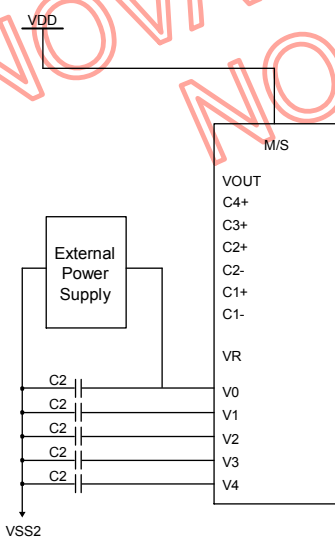 VDD
M/S
VOUT
C4+
C3+
C2+
C2-
C1+
C1-
External
Power
Supply
VR
C2
V0
C2
V1
C2
V2
C2
V3
C2
V4
VSS2